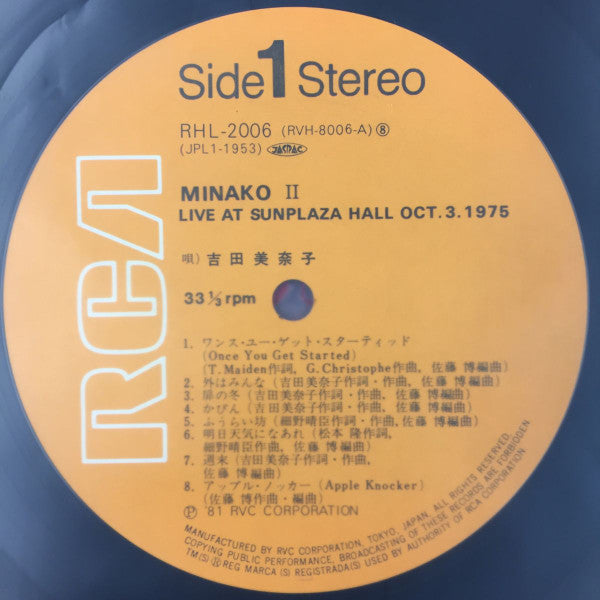 Side 1 Stereo
RHL-2006 (RVH-8006-A) ⑧
(JPL1-1953) JASRAC
RCA
MINAKO II
LIVE AT SUNPLAZA HALL OCT. 3. 1975
唄) 吉田美奈子
33 1/3 rpm
1. ワンス・ユー・ゲット・スターティッド
(Once You Get Started)
(T. Maiden作詞, G. Christophe作曲, 佐藤 博編曲)
2. 外はみんな (吉田美奈子作詞・作曲, 佐藤 博編曲)
3. 扉の冬 (吉田美奈子作詞・作曲, 佐藤 博編曲)
4. かびん (吉田美奈子作詞・作曲, 佐藤 博編曲)
5. ふうらい坊 (細野晴臣作詞・作曲, 佐藤 博編曲)
6. 明日天気になあれ (松本 隆作詞,
細野晴臣作曲, 佐藤 博編曲)
7. 週末 (吉田美奈子作詞・作曲,
佐藤 博編曲)
8. アップル・ノッカー (Apple Knocker)
(佐藤 博作曲・編曲)
Ⓟ '81 RVC CORPORATION
MANUFACTURED BY RVC CORPORATION, TOKYO, JAPAN. ALL RIGHTS RESERVED.
COPYING PUBLIC PERFORMANCE, BROADCASTING OF THESE RECORDS ARE FORBIDDEN
TM(S) ® REG MARCA(S) REGISTRADA(S) USED BY AUTHORITY OF RCA CORPORATION